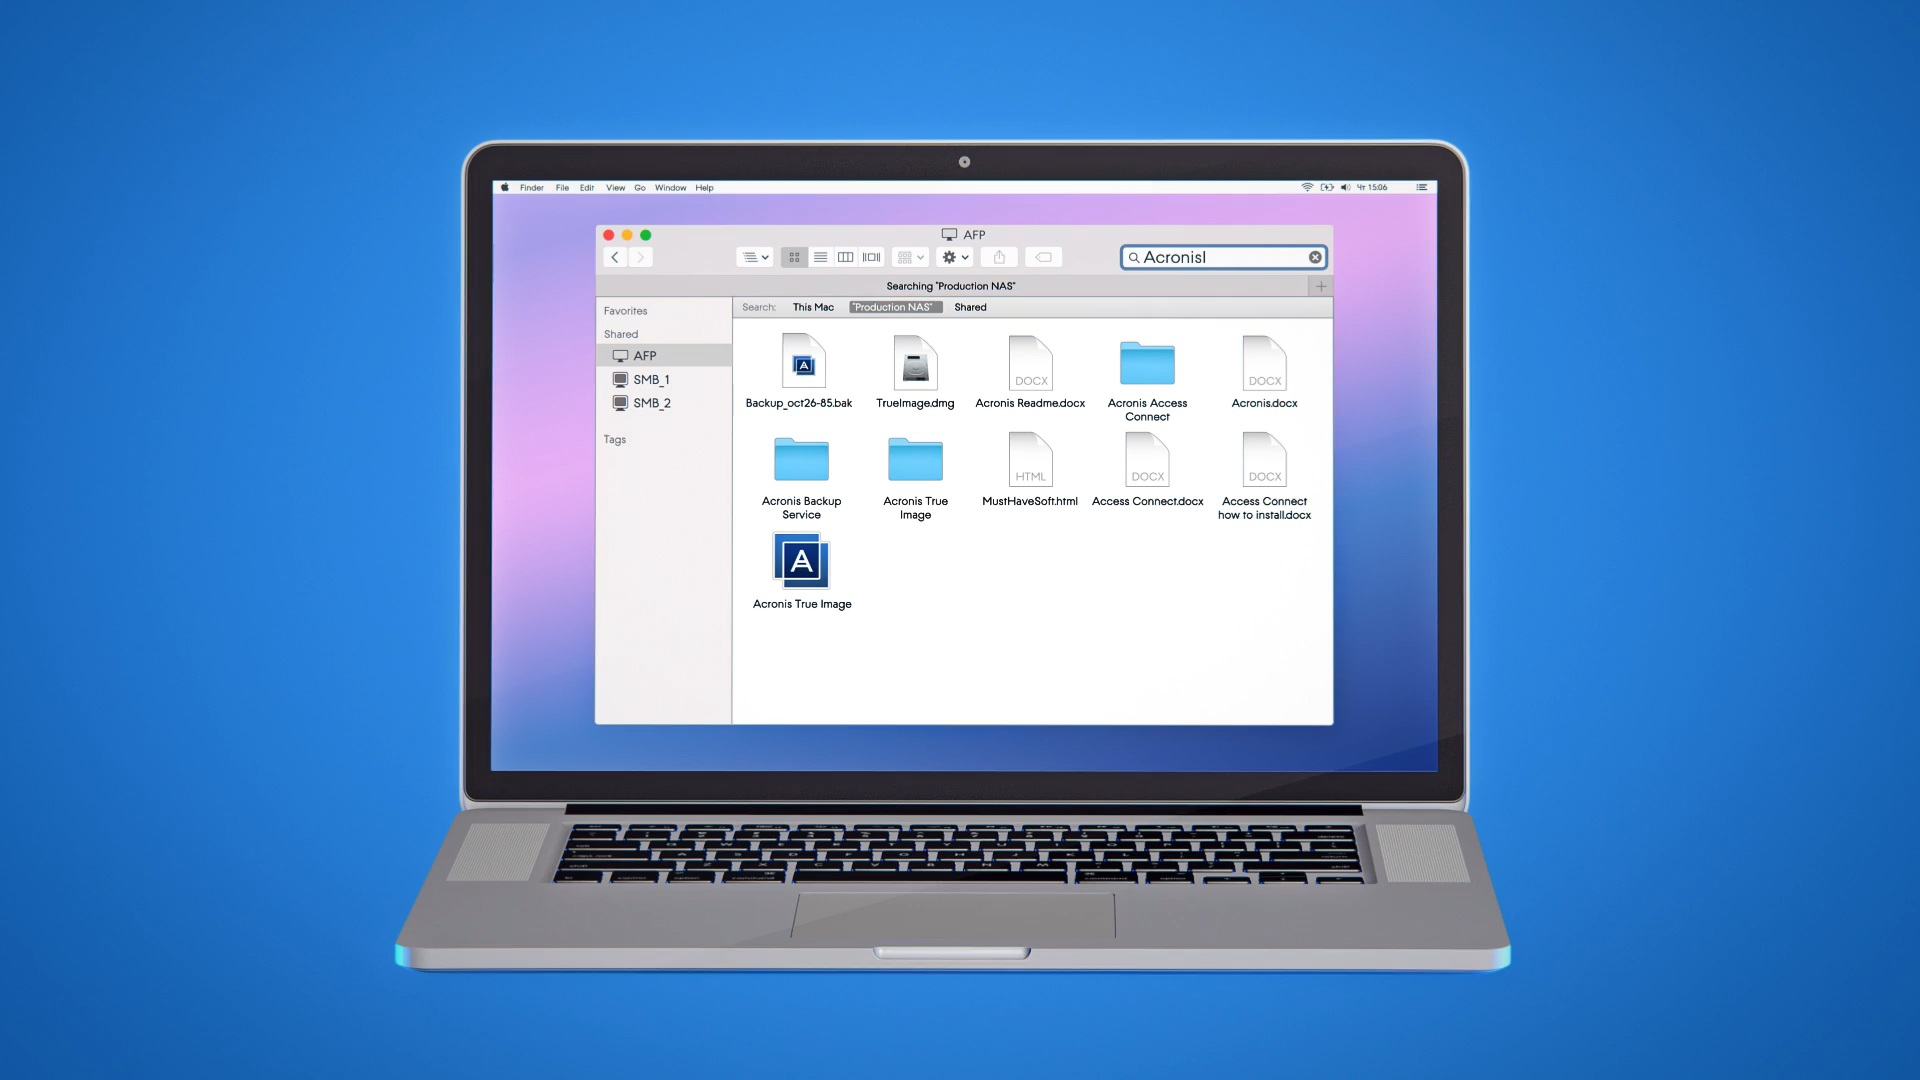 Finder File Edit View Go Window Help
Чт 15:06
AFP
Acronis
Searching "Production NAS"
Search: This Mac "Production NAS" Shared
Favorites
Shared
AFP
SMB_1
SMB_2
Tags
A
Backup_oct26-85.bak
TrueImage.dmg
DOCX
Acronis Readme.docx
Acronis Access
Connect
DOCX
Acronis.docx
Acronis Backup
Service
Acronis True
Image
HTML
MustHaveSoft.html
DOCX
Access Connect.docx
DOCX
Access Connect
how to install.docx
A
Acronis True Image